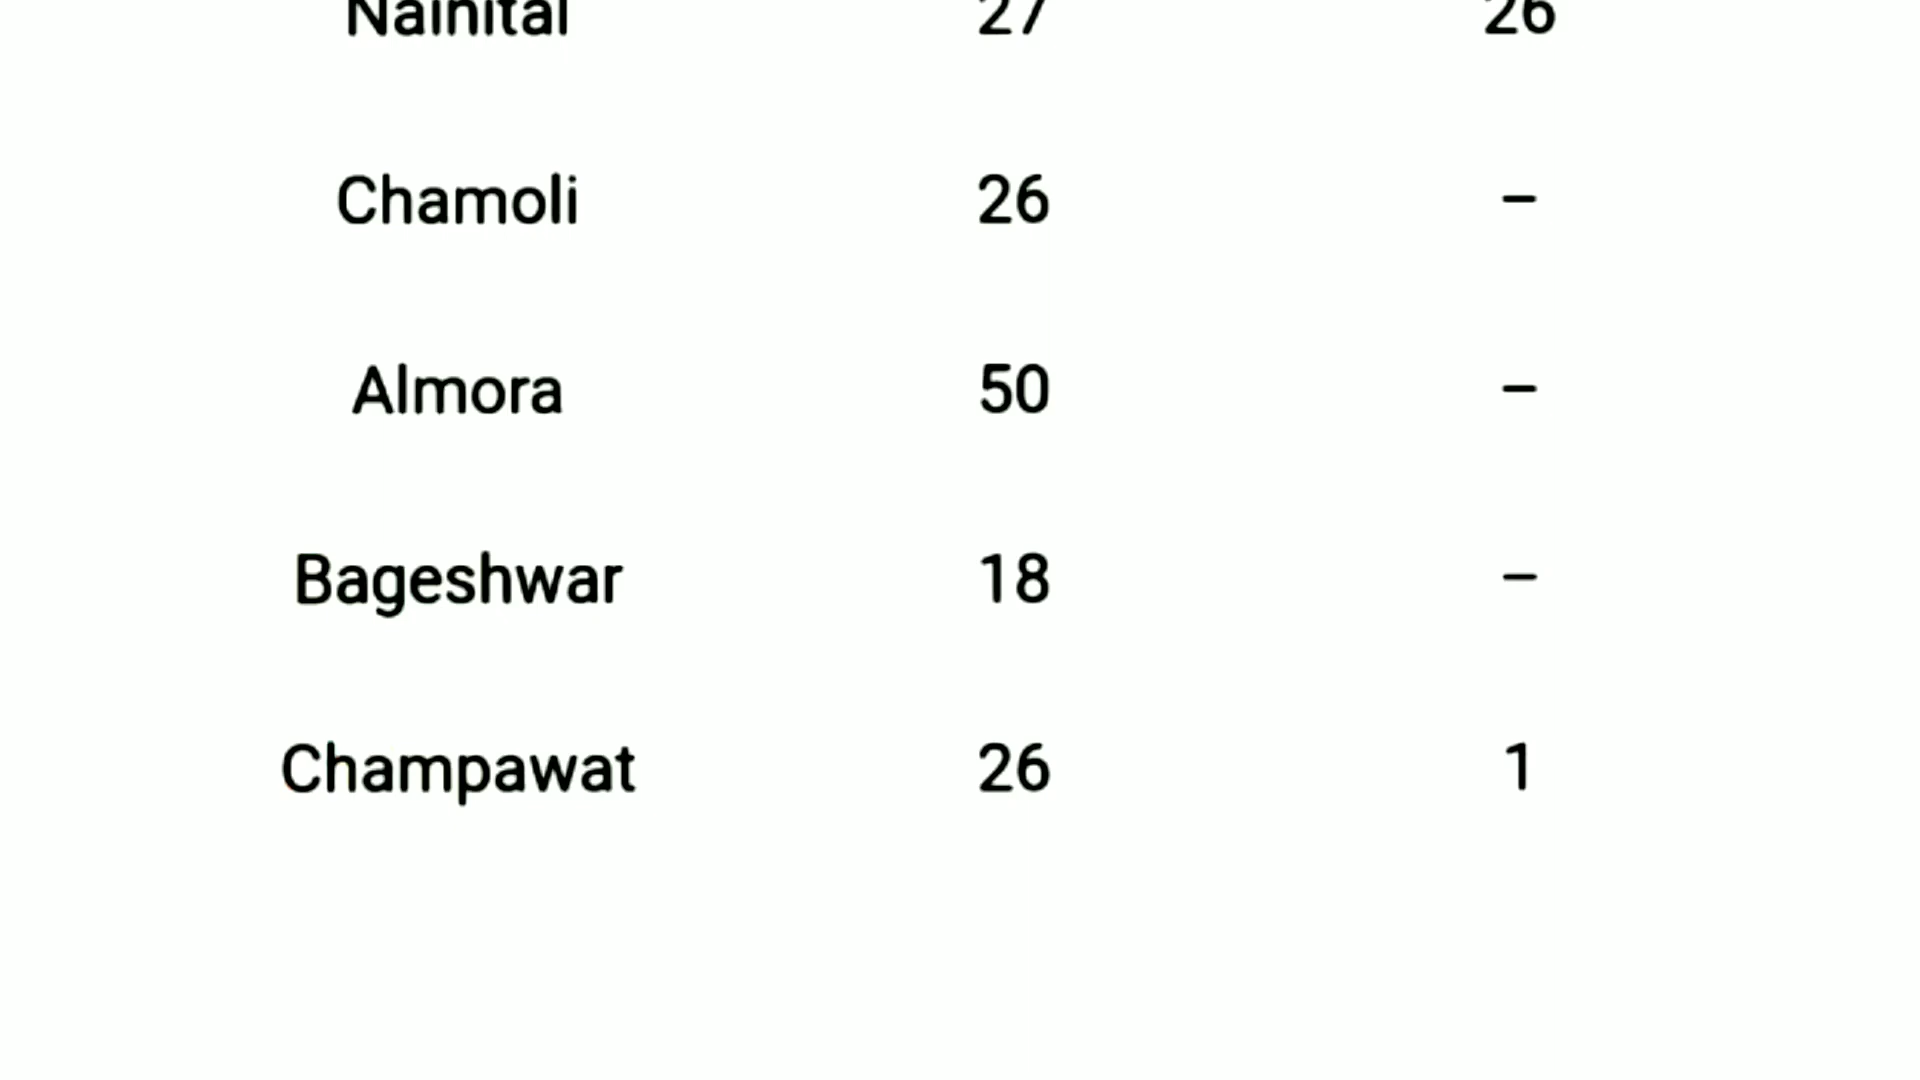 Nainital 27 26
Chamoli 26 –
Almora 50 –
Bageshwar 18 –
Champawat 26 1